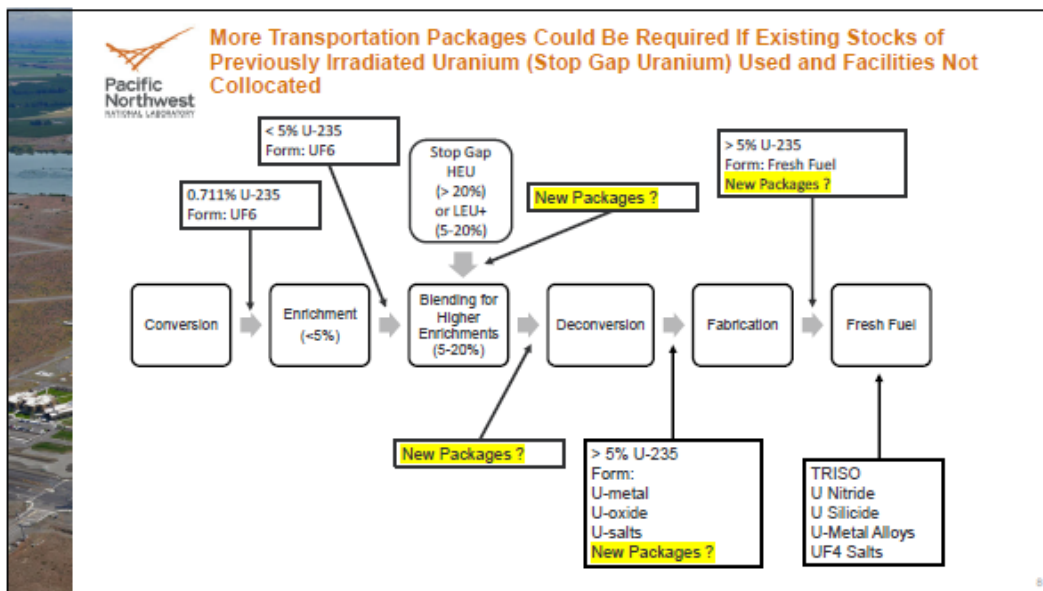 More Transportation Packages Could Be Required If Existing Stocks of
Previously Irradiated Uranium (Stop Gap Uranium) Used and Facilities Not
Collocated
Pacific
Northwest
NATIONAL LABORATORY
< 5% U-235
Form: UF6
0.711% U-235
Form: UF6
Stop Gap
HEU
(> 20%)
or LEU+
(5-20%)
New Packages ?
> 5% U-235
Form: Fresh Fuel
New Packages ?
Conversion
Enrichment
(<5%)
Blending for
Higher
Enrichments
(5-20%)
Deconversion
Fabrication
Fresh Fuel
New Packages ?
> 5% U-235
Form:
U-metal
U-oxide
U-salts
New Packages ?
TRISO
U Nitride
U Silicide
U-Metal Alloys
UF4 Salts
8